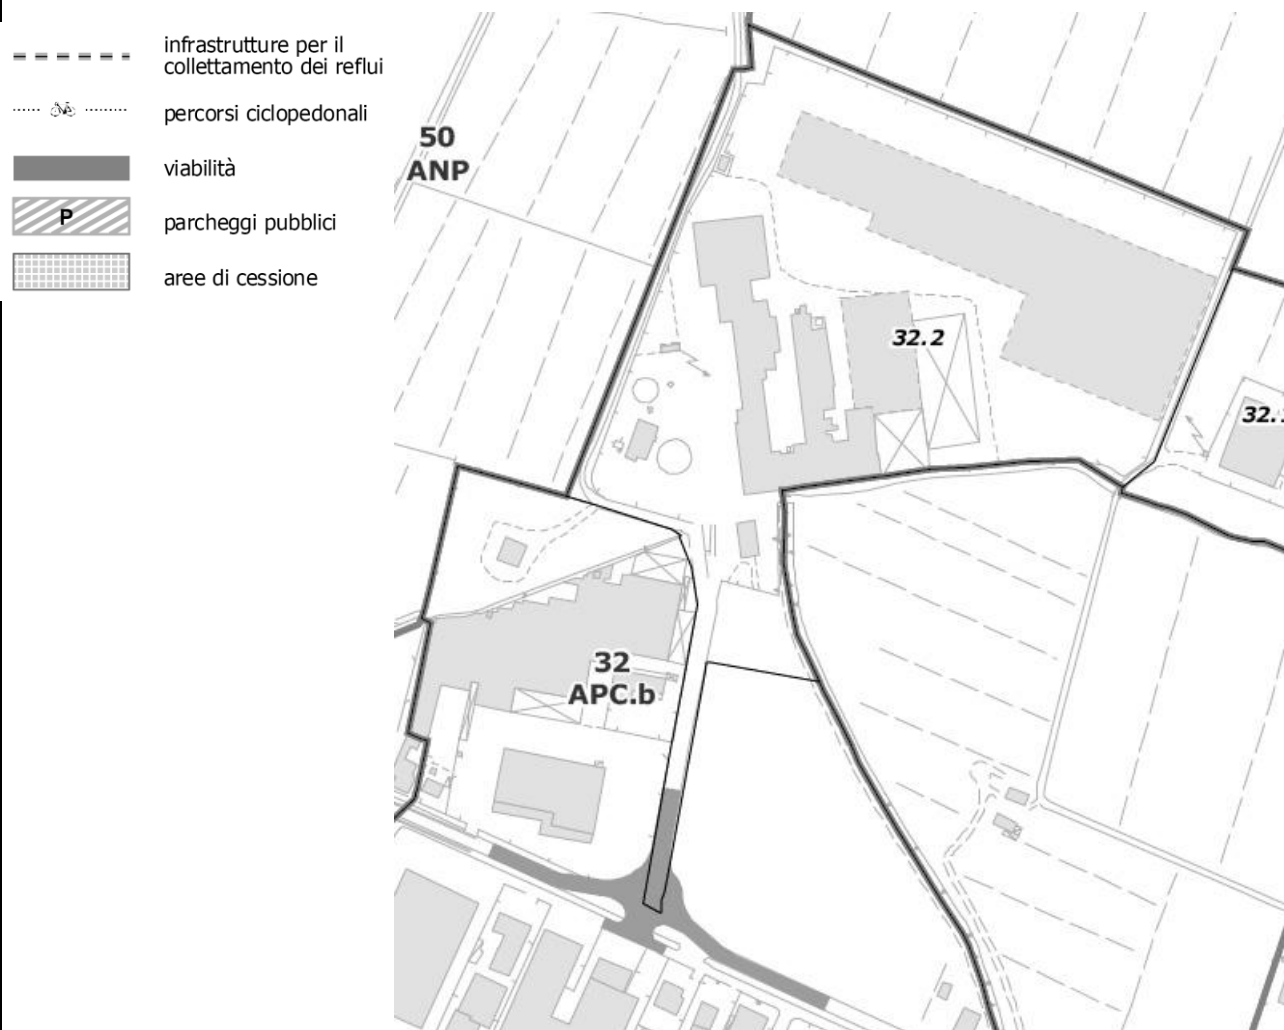 infrastrutture per il
collettamento dei reflui
percorsi ciclopedonali
viabilità
P
parcheggi pubblici
aree di cessione
50
ANP
32.2
32.
32
APC.b